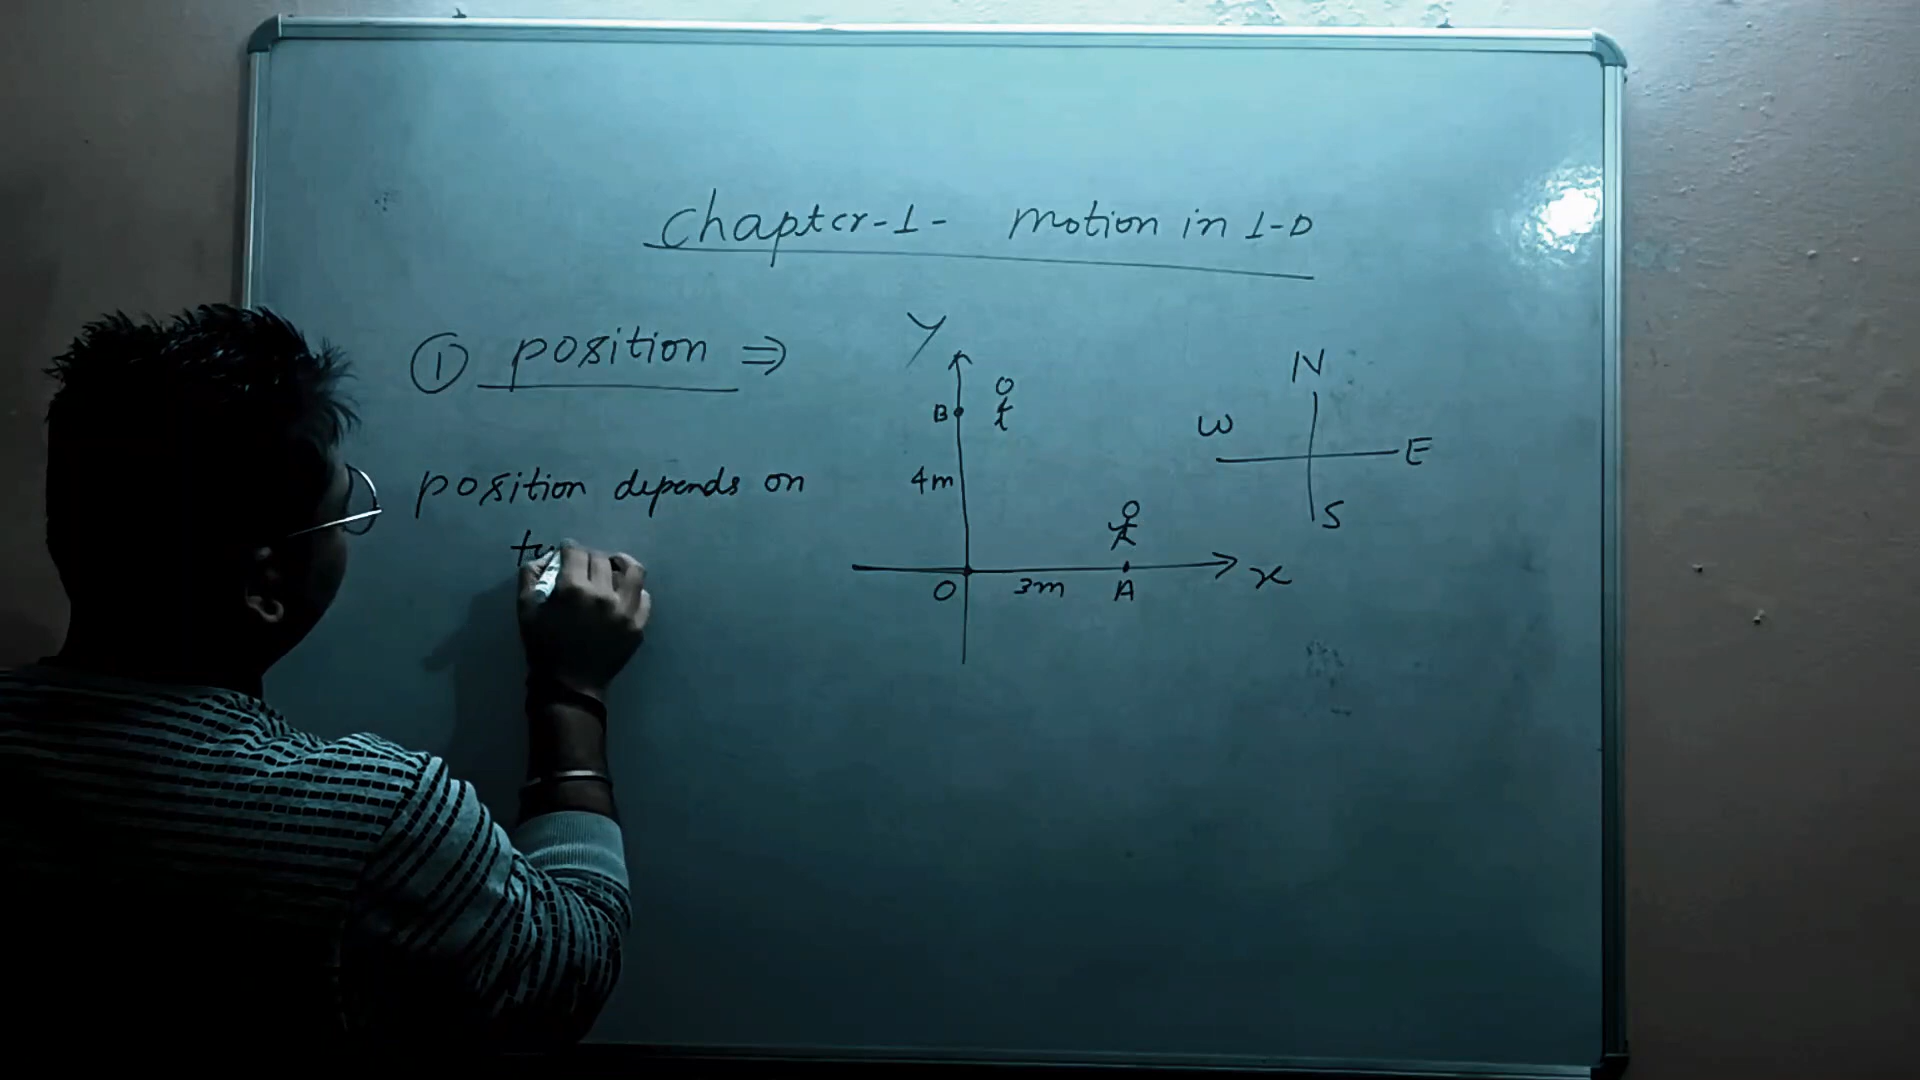 Chapter-1- motion in 1-D
① position ⇒
position depends on
Y
B
4m
O
3m
A
x
N
W
E
S